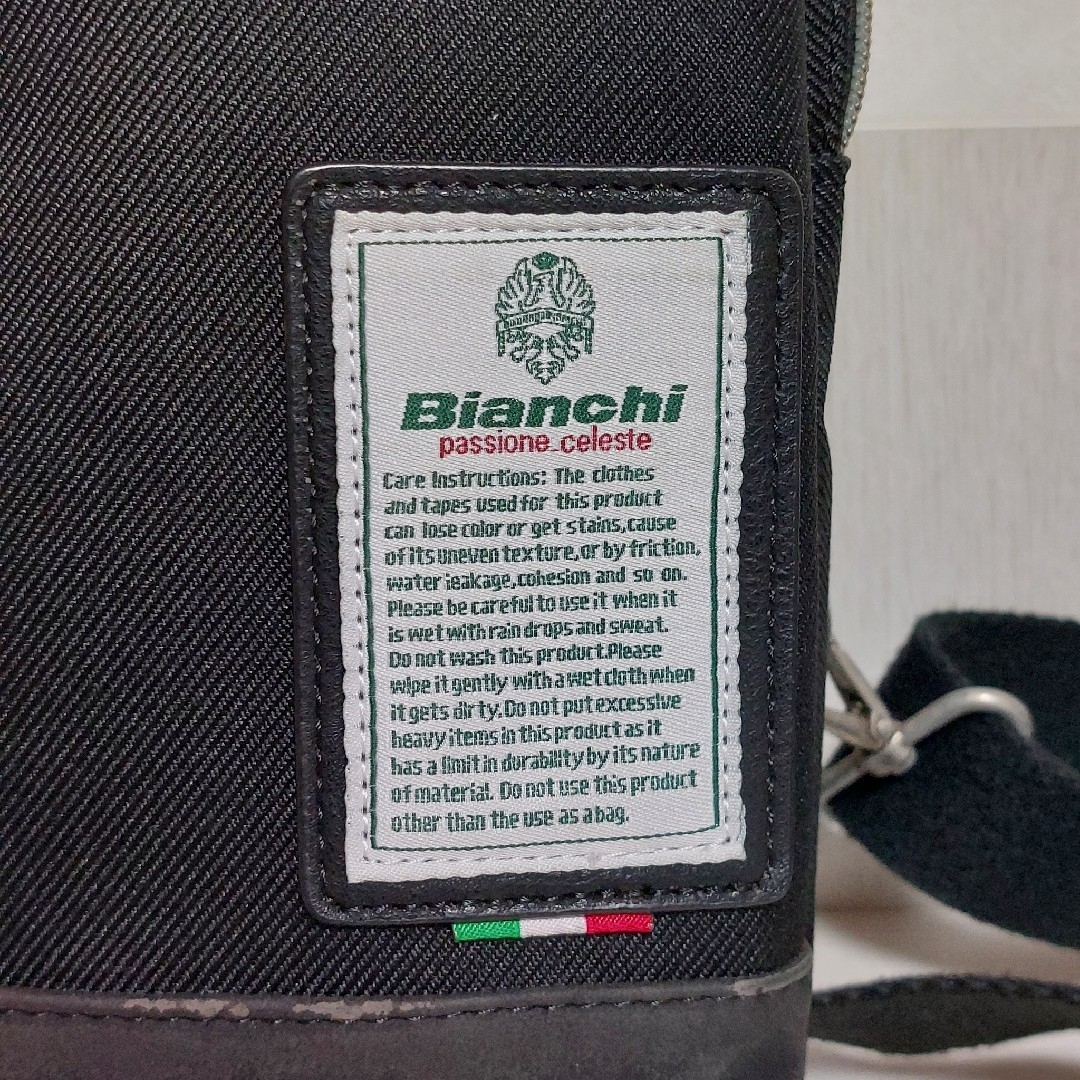 Bianchi
passione_celeste
Care Instructions: The clothes
and tapes used for this product
can lose color or get stains,cause
of its uneven texture,or by friction,
water leakage,cohesion and so on.
Please be careful to use it when it
is wet with rain drops and sweat.
Do not wash this product.Please
wipe it gently with a wet cloth when
it gets dirty.Do not put excessive
heavy items in this product as it
has a limit in durability by its nature
of material. Do not use this product
other than the use as a bag.